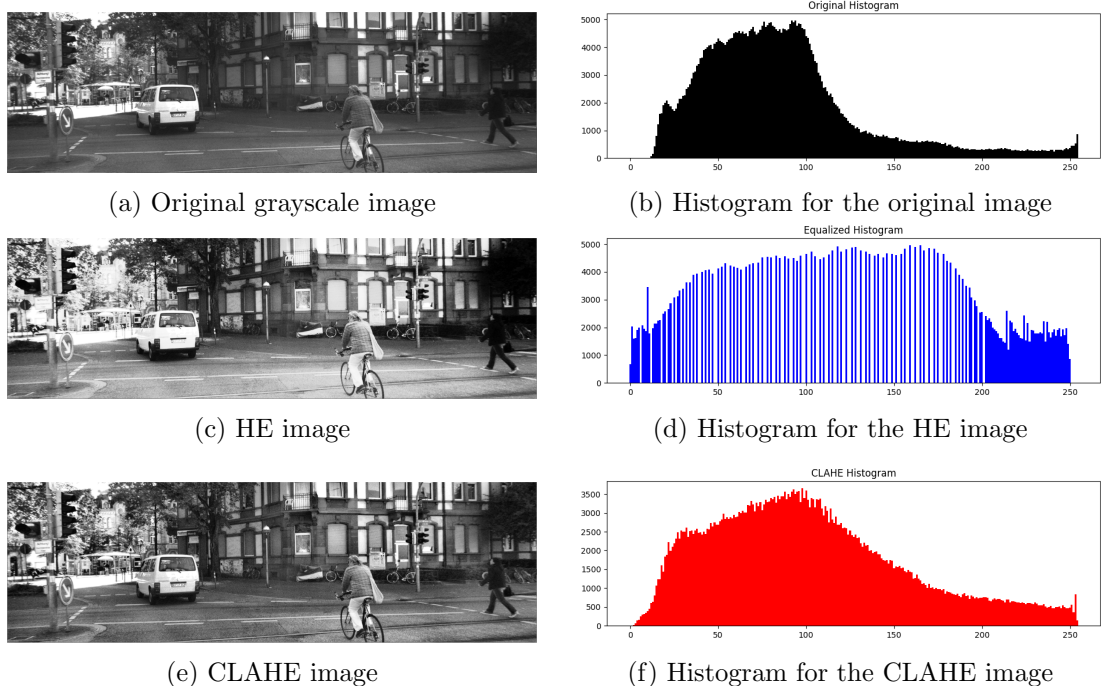 Original Histogram
5000
4000
3000
2000
1000
0
0 50 100 150 200 250
(a) Original grayscale image
(b) Histogram for the original image
Equalized Histogram
5000
4000
3000
2000
1000
0
0 50 100 150 200 250
(c) HE image
(d) Histogram for the HE image
CLAHE Histogram
3500
3000
2500
2000
1500
1000
500
0
0 50 100 150 200 250
(e) CLAHE image
(f) Histogram for the CLAHE image